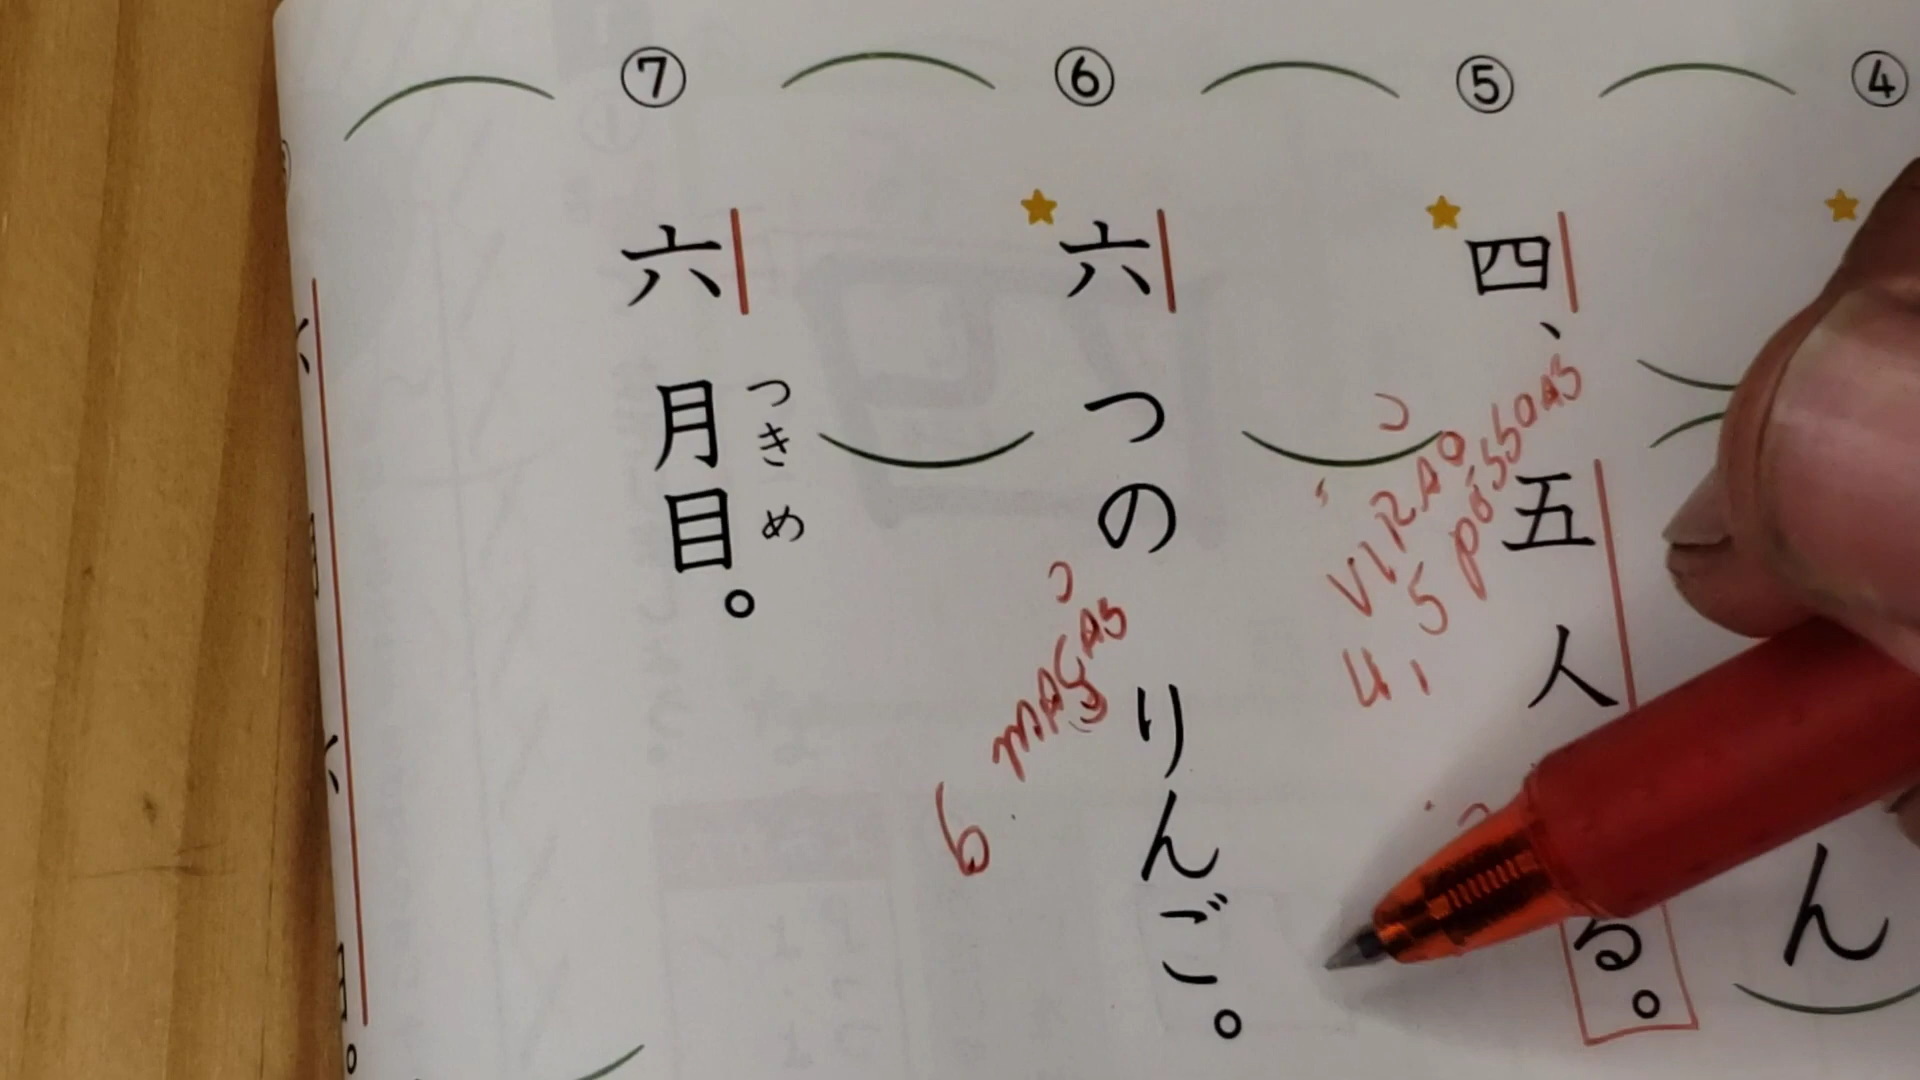 ④
ん
⑤
四、五人
る。
VIRÃO
4, 5 PESSOAS
⑥
六つの りんご。
6 MAÇAS
⑦
六月目。
つきめ